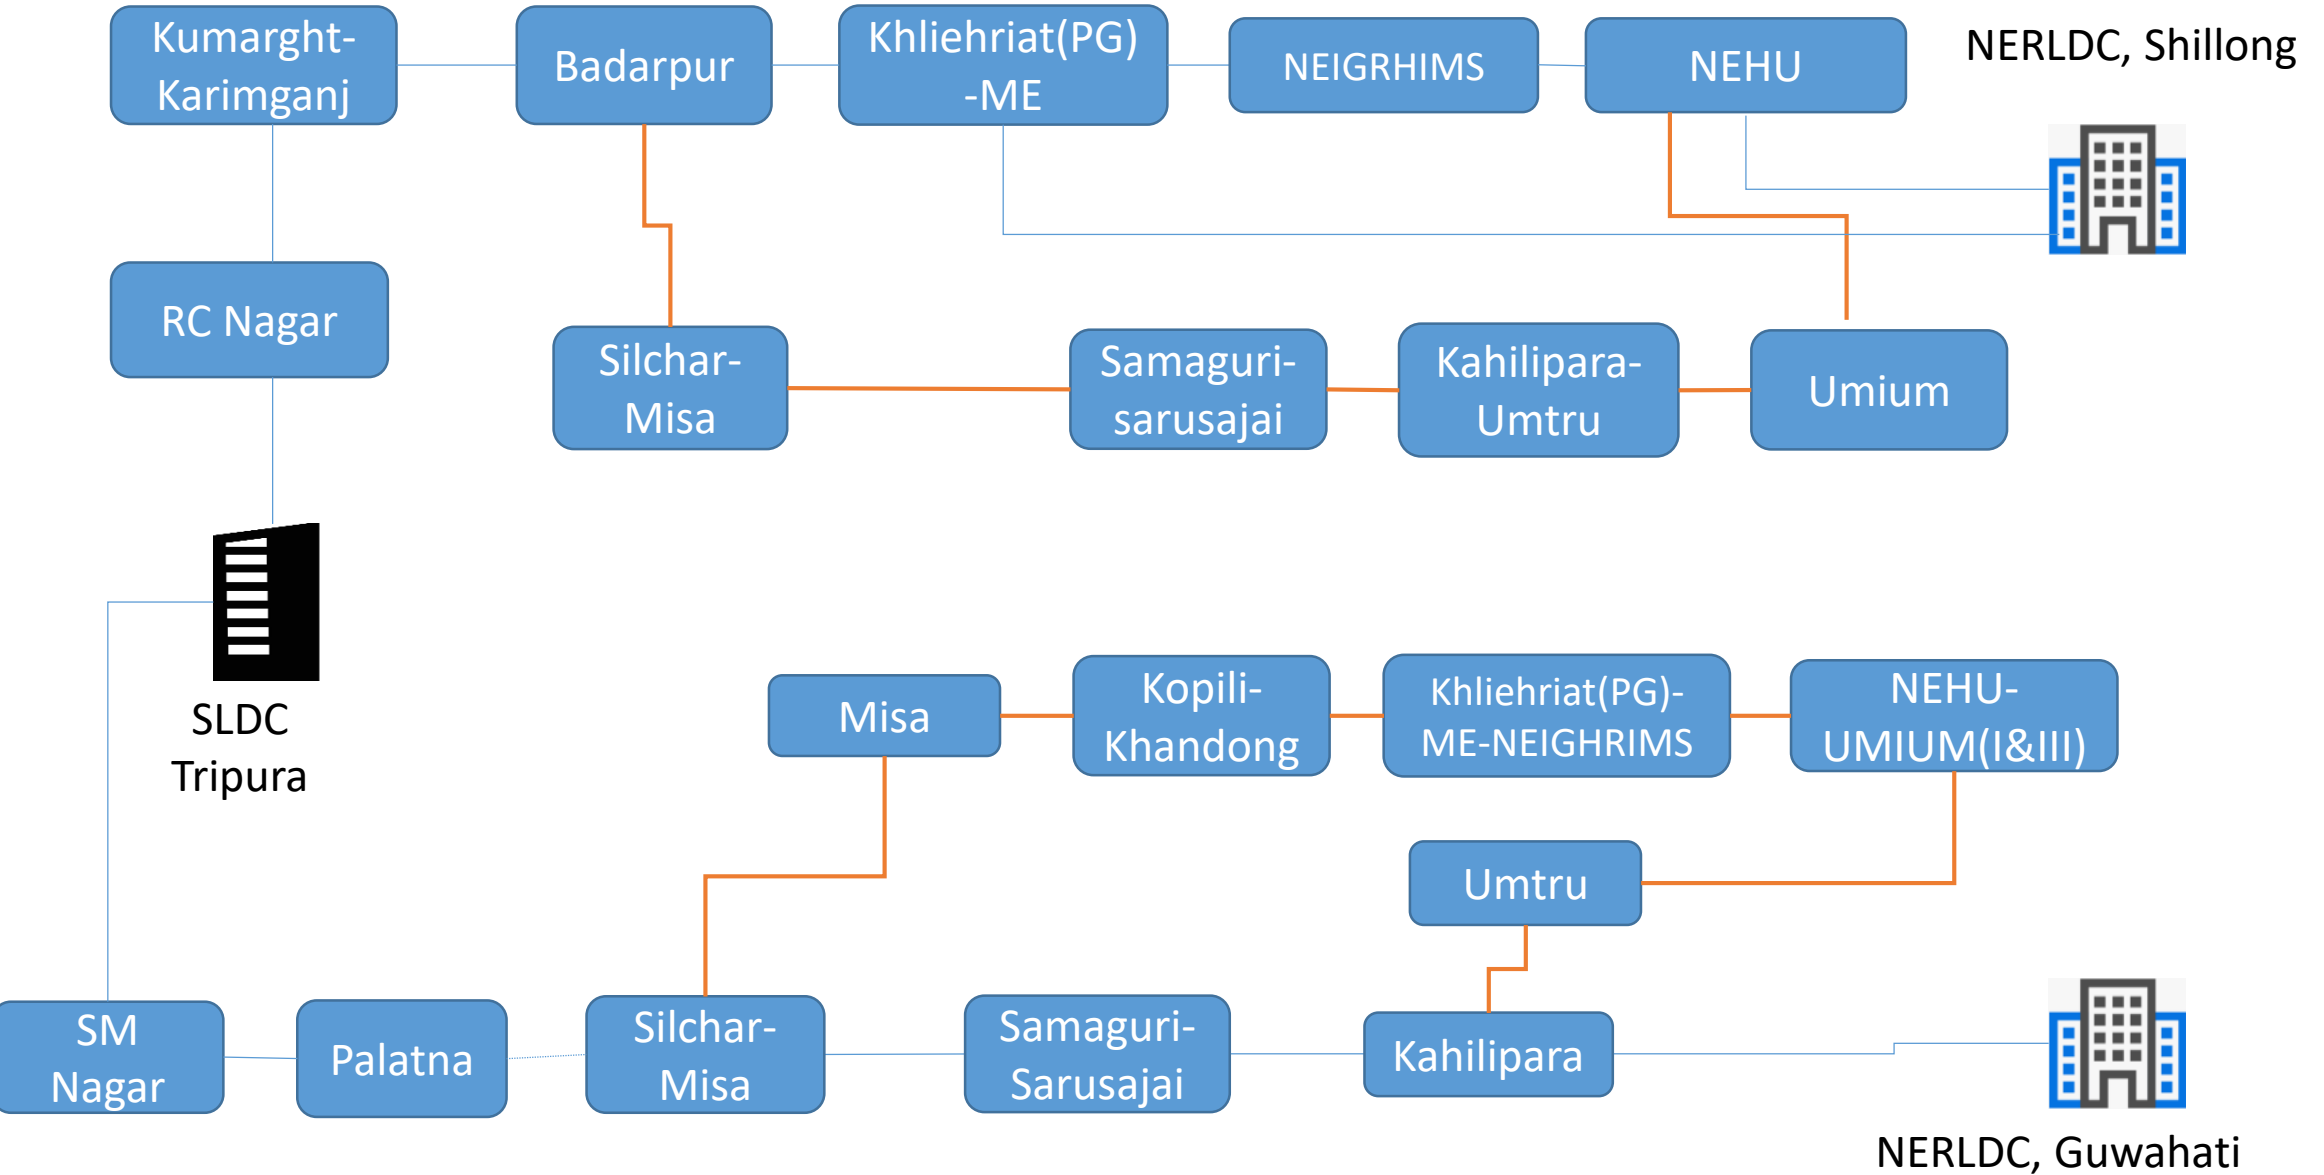 Kumarght-
Karimganj
Badarpur
Khliehriat(PG)
-ME
NEIGRHIMS
NEHU
NERLDC, Shillong
RC Nagar
Silchar-
Misa
Samaguri-
sarusajai
Kahilipara-
Umtru
Umium
SLDC
Tripura
Misa
Kopili-
Khandong
Khliehriat(PG)-
ME-NEIGHRIMS
NEHU-
UMIUM(I&III)
Umtru
SM
Nagar
Palatna
Silchar-
Misa
Samaguri-
Sarusajai
Kahilipara
NERLDC, Guwahati